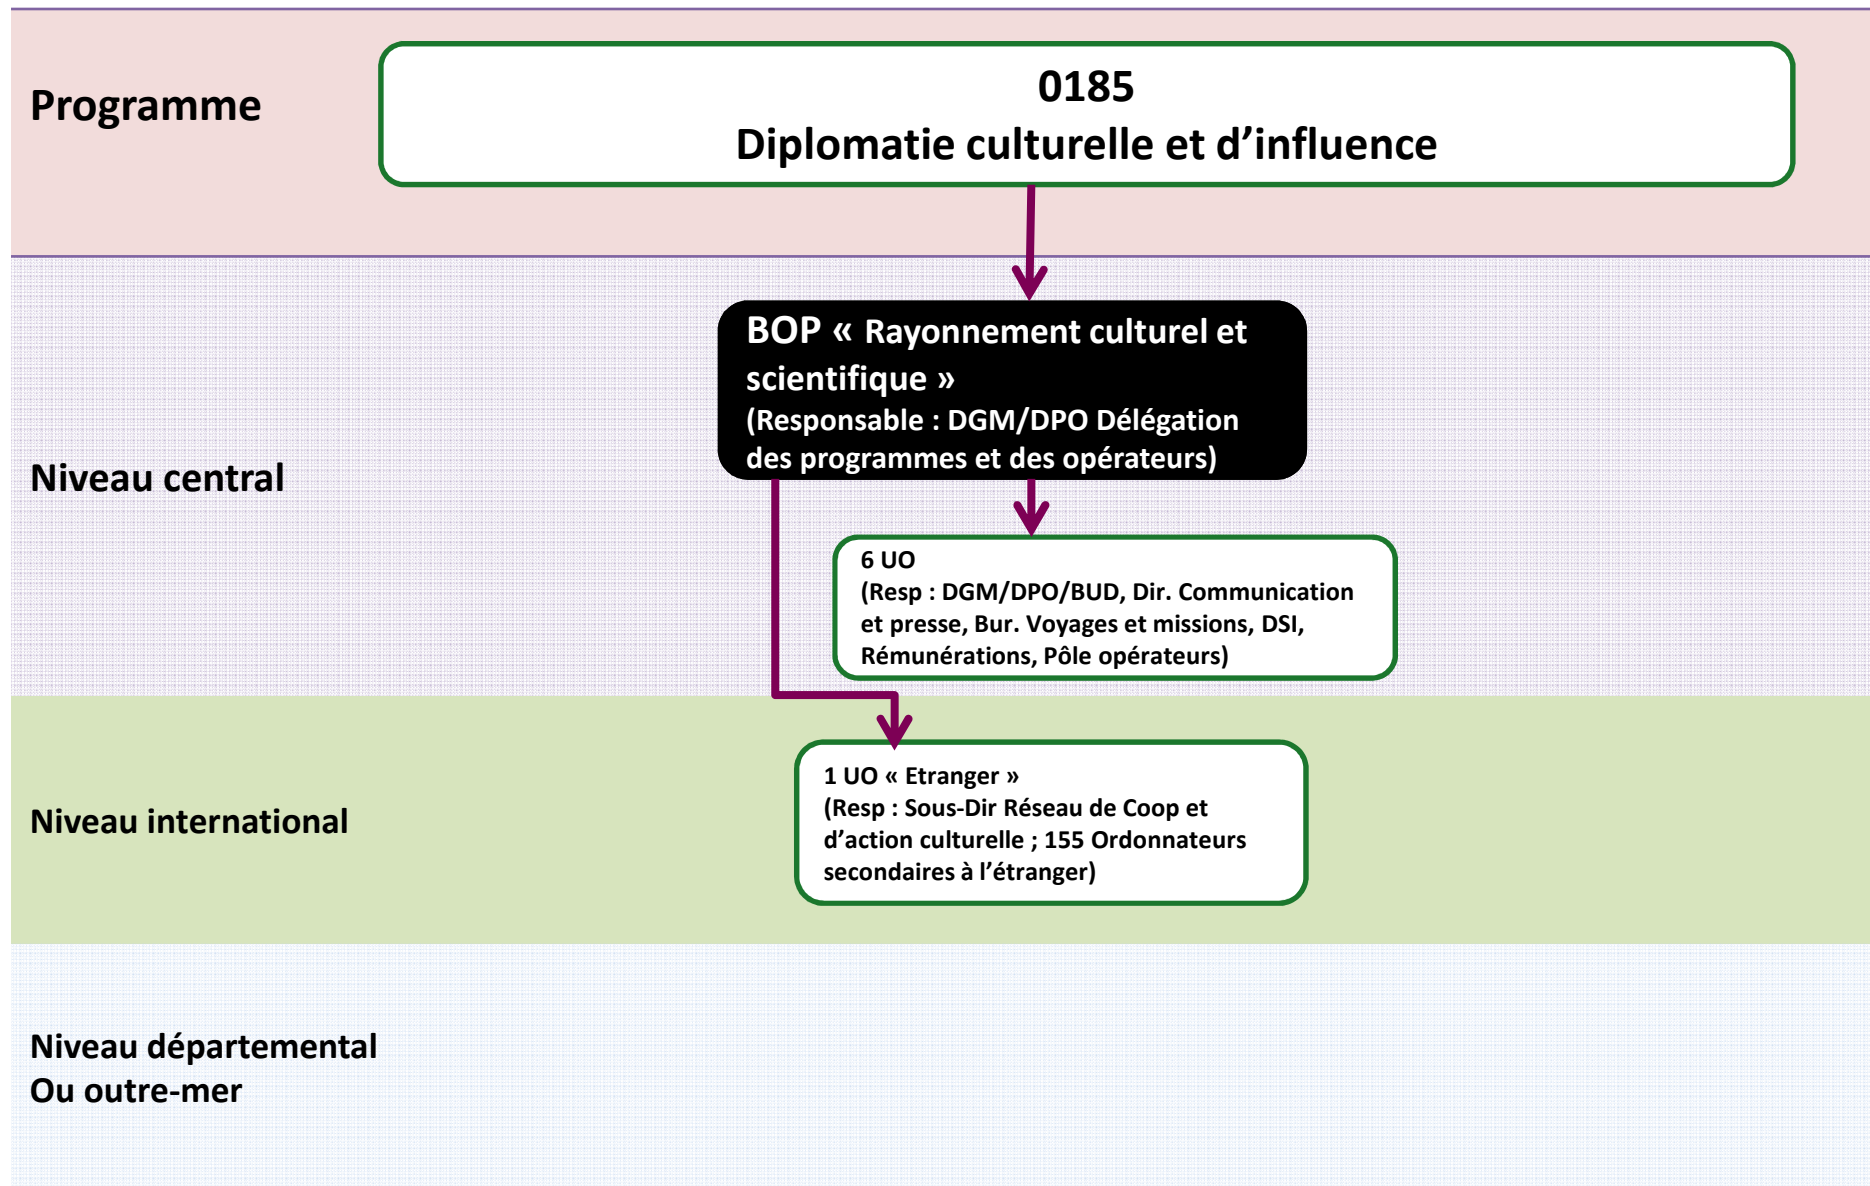 Programme
0185
Diplomatie culturelle et d’influence
BOP « Rayonnement culturel et
scientifique »
(Responsable : DGM/DPO Délégation
des programmes et des opérateurs)
Niveau central
6 UO
(Resp : DGM/DPO/BUD, Dir. Communication
et presse, Bur. Voyages et missions, DSI,
Rémunérations, Pôle opérateurs)
1 UO « Etranger »
(Resp : Sous-Dir Réseau de Coop et
d’action culturelle ; 155 Ordonnateurs
secondaires à l’étranger)
Niveau international
Niveau départemental
Ou outre-mer